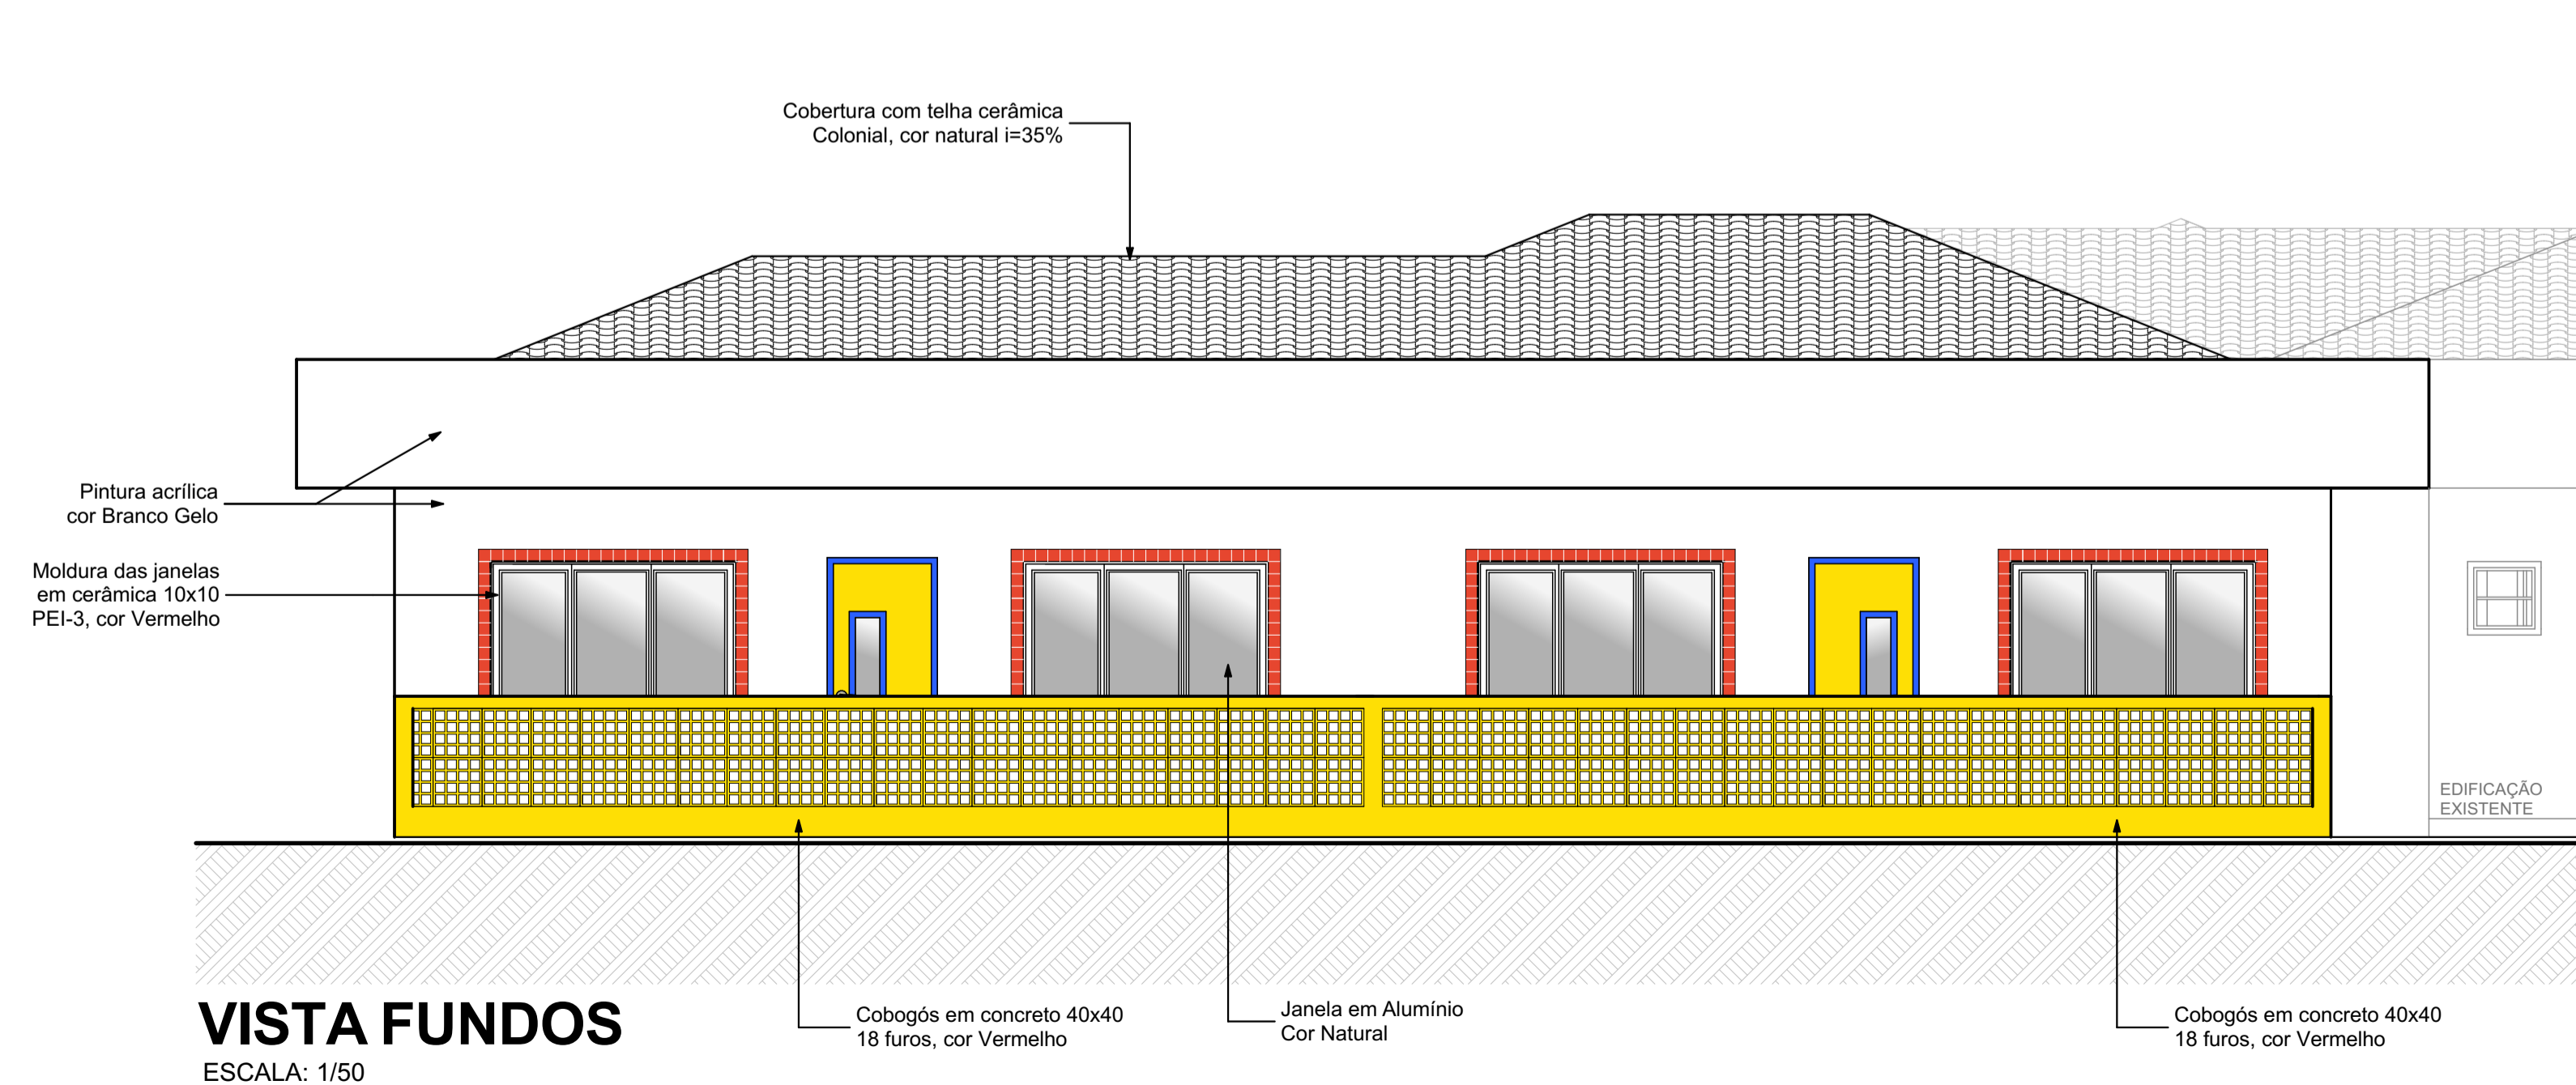 Cobertura com telha cerâmica
Colonial, cor natural i=35%
Pintura acrílica
cor Branco Gelo
Moldura das janelas
em cerâmica 10x10
PEI-3, cor Vermelho
EDIFICAÇÃO
EXISTENTE
VISTA FUNDOS
ESCALA: 1/50
Cobogós em concreto 40x40
18 furos, cor Vermelho
Janela em Alumínio
Cor Natural
Cobogós em concreto 40x40
18 furos, cor Vermelho